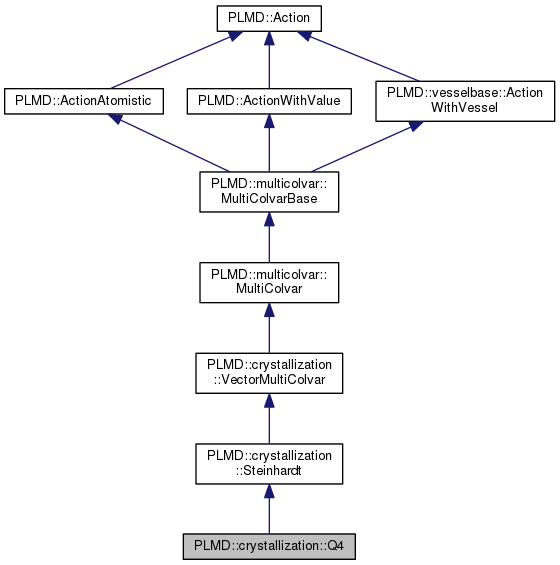 PLMD::Action
PLMD::ActionAtomistic
PLMD::ActionWithValue
PLMD::vesselbase::Action
WithVessel
PLMD::multicolvar::
MultiColvarBase
PLMD::multicolvar::
MultiColvar
PLMD::crystallization
::VectorMultiColvar
PLMD::crystallization
::Steinhardt
PLMD::crystallization::Q4